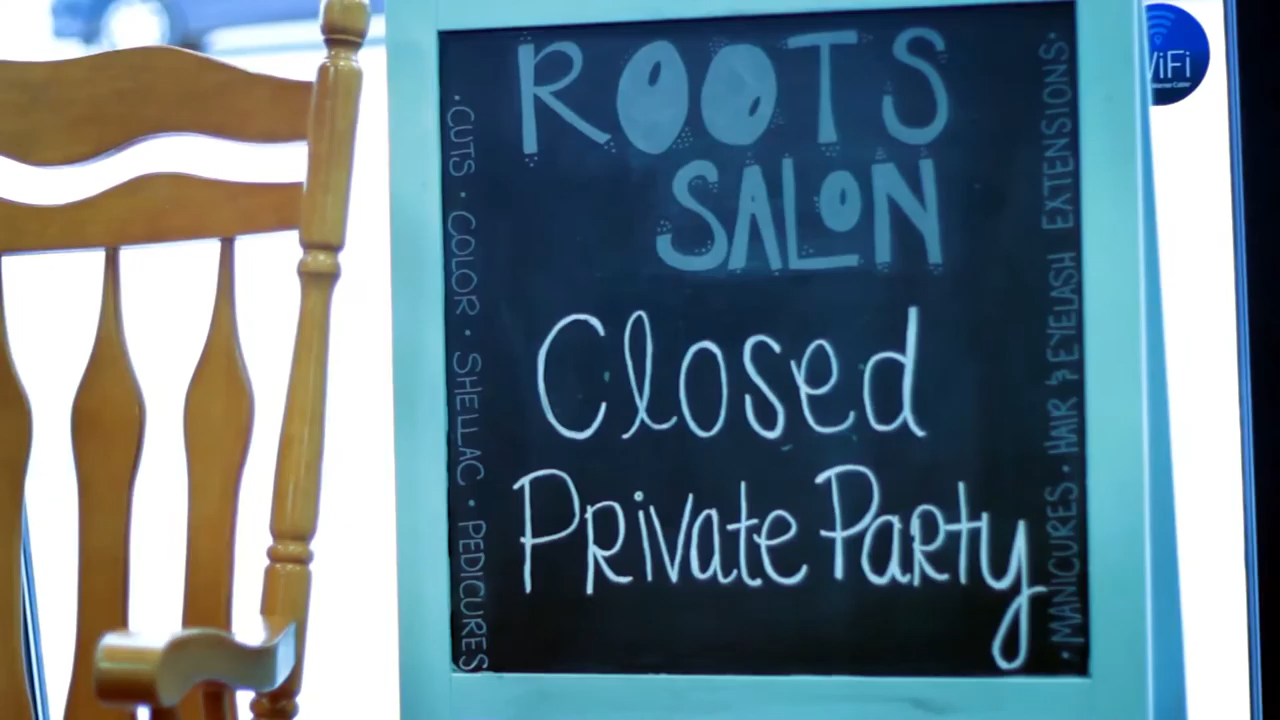 ROOTS
SALON
Closed
Private Party
· CUTS · COLOR · SHELLAC · PEDICURES
· MANICURES · HAIR & EYELASH EXTENSIONS ·
WiFi